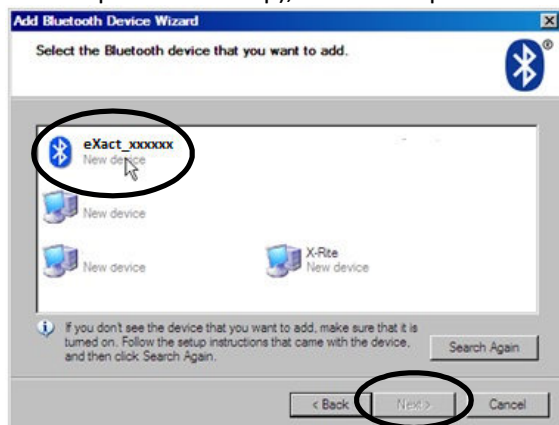 Add Bluetooth Device Wizard
Select the Bluetooth device that you want to add.
eXact_xxxxxx
New device
New device
New device
X-Rite
New device
If you don't see the device that you want to add, make sure that it is
turned on. Follow the setup instructions that came with the device,
and then click Search Again.
Search Again
< Back
Next >
Cancel